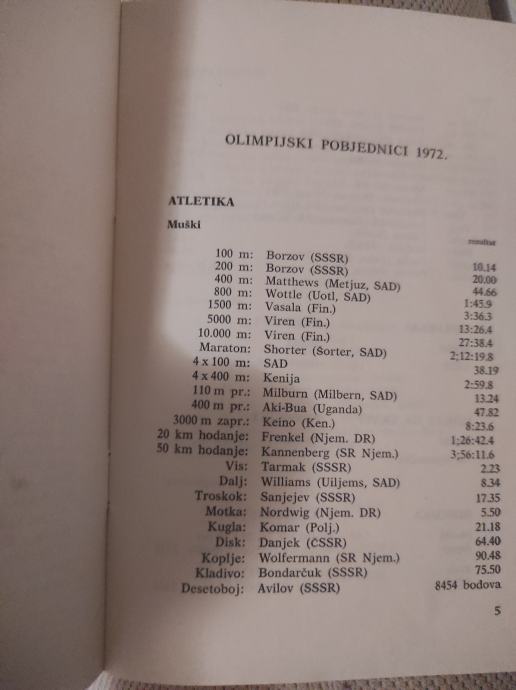 OLIMPIJSKI POBJEDNICI 1972.
ATLETIKA
Muški
rezultat
100 m: Borzov (SSSR) 10.14
200 m: Borzov (SSSR) 20.00
400 m: Matthews (Metjuz, SAD) 44.66
800 m: Wottle (Uotl, SAD) 1:45.9
1500 m: Vasala (Fin.) 3:36.3
5000 m: Viren (Fin.) 13:26.4
10.000 m: Viren (Fin.) 27:38.4
Maraton: Shorter (Šorter, SAD) 2;12:19.8
4 x 100 m: SAD 38.19
4 x 400 m: Kenija 2:59.8
110 m pr.: Milburn (Milbern, SAD) 13.24
400 m pr.: Aki-Bua (Uganda) 47.82
3000 m zapr.: Keino (Ken.) 8:23.6
20 km hodanje: Frenkel (Njem. DR) 1;26:42.4
50 km hodanje: Kannenberg (SR Njem.) 3;56:11.6
Vis: Tarmak (SSSR) 2.23
Dalj: Williams (Uiljems, SAD) 8.34
Troskok: Sanjejev (SSSR) 17.35
Motka: Nordwig (Njem. DR) 5.50
Kugla: Komar (Polj.) 21.18
Disk: Danjek (ČSSR) 64.40
Koplje: Wolfermann (SR Njem.) 90.48
Kladivo: Bondarčuk (SSSR) 75.50
Desetoboj: Avilov (SSSR) 8454 bodova
5